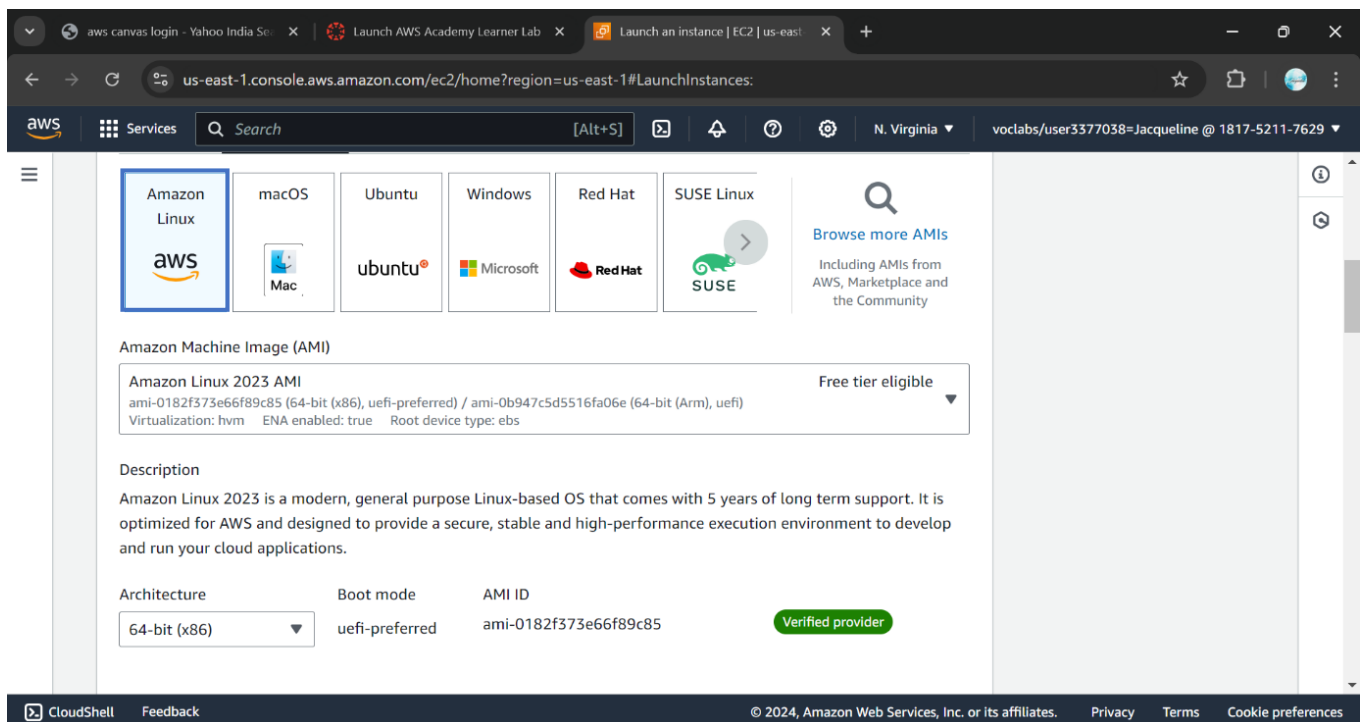 aws canvas login - Yahoo India Se
Launch AWS Academy Learner Lab
Launch an instance | EC2 | us-east
us-east-1.console.aws.amazon.com/ec2/home?region=us-east-1#LaunchInstances:
aws
Services
Search
[Alt+S]
N. Virginia
voclabs/user3377038=Jacqueline @ 1817-5211-7629
Amazon
Linux
aws
macOS
Mac
Ubuntu
ubuntu
Windows
Microsoft
Red Hat
Red Hat
SUSE Linux
SUSE
Browse more AMIs
Including AMIs from
AWS, Marketplace and
the Community
Amazon Machine Image (AMI)
Amazon Linux 2023 AMI
Free tier eligible
ami-0182f373e66f89c85 (64-bit (x86), uefi-preferred) / ami-0b947c5d5516fa06e (64-bit (Arm), uefi)
Virtualization: hvm ENA enabled: true Root device type: ebs
Description
Amazon Linux 2023 is a modern, general purpose Linux-based OS that comes with 5 years of long term support. It is
optimized for AWS and designed to provide a secure, stable and high-performance execution environment to develop
and run your cloud applications.
Architecture
Boot mode
AMI ID
64-bit (x86)
uefi-preferred
ami-0182f373e66f89c85
Verified provider
CloudShell
Feedback
© 2024, Amazon Web Services, Inc. or its affiliates.
Privacy
Terms
Cookie preferences